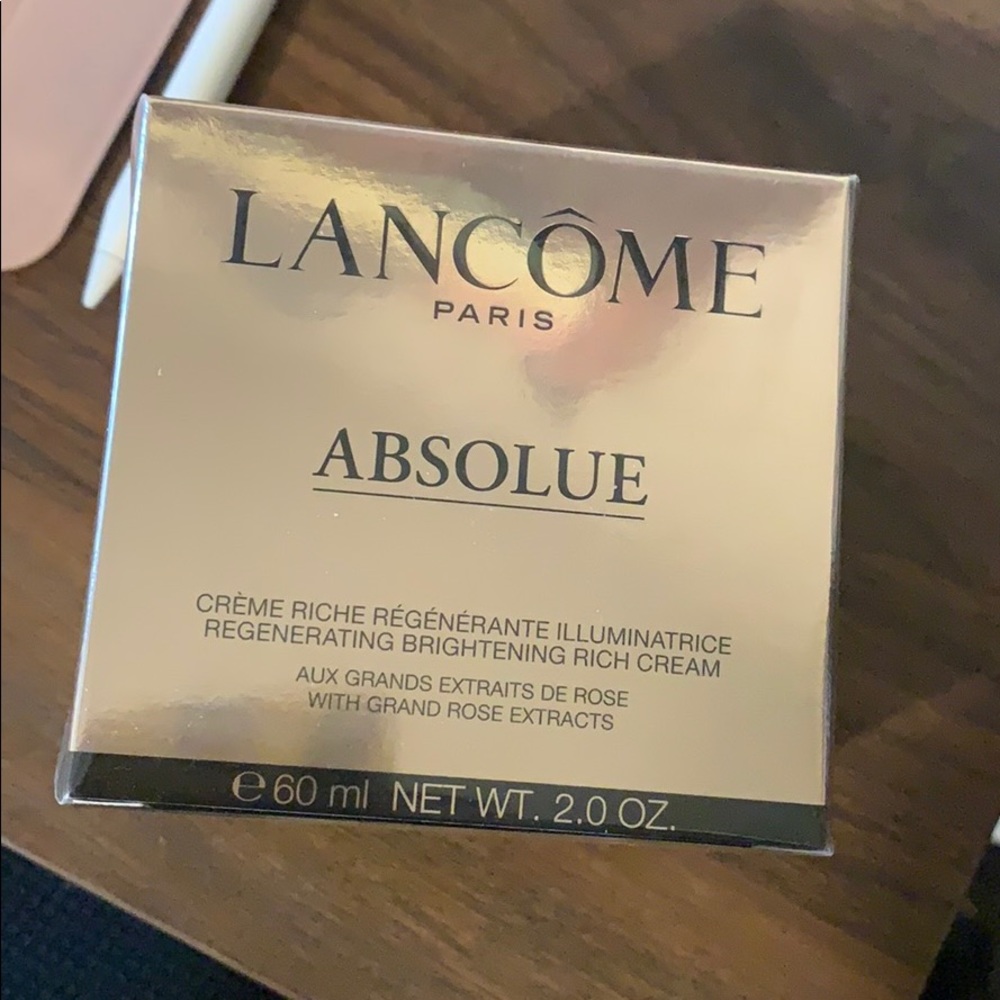 LANCÔME
PARIS
ABSOLUE
CRÈME RICHE RÉGÉNÉRANTE ILLUMINATRICE
REGENERATING BRIGHTENING RICH CREAM
AUX GRANDS EXTRAITS DE ROSE
WITH GRAND ROSE EXTRACTS
℮ 60 ml NET WT. 2.0 OZ.